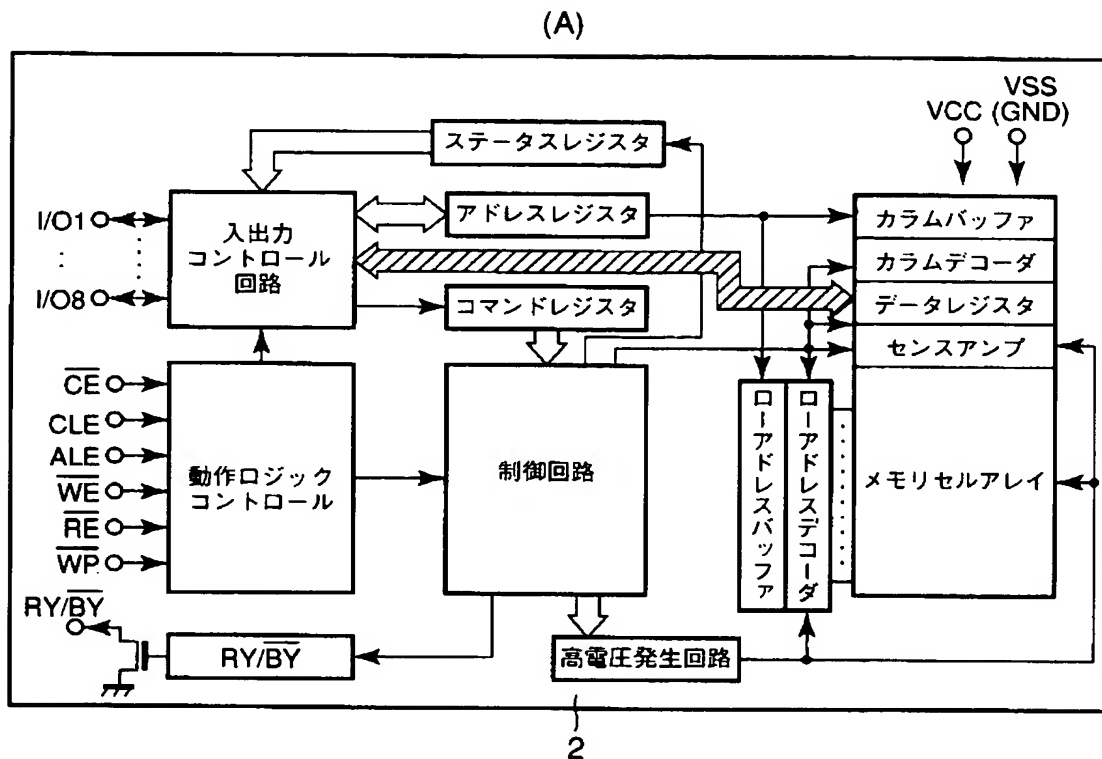 (A)
VSS
VCC (GND)
ステータスレジスタ
アドレスレジスタ
カラムバッファ
I/O1
入出力
コントロール
回路
カラムデコーダ
I/O8
コマンドレジスタ
データレジスタ
センスアンプ
C̅E̅
CLE
ALE
W̅E̅
R̅E̅
W̅P̅
動作ロジック
コントロール
制御回路
ローアドレスバッファ
ローアドレスデコーダ
メモリセルアレイ
RY/B̅Y̅
RY/B̅Y̅
高電圧発生回路
2